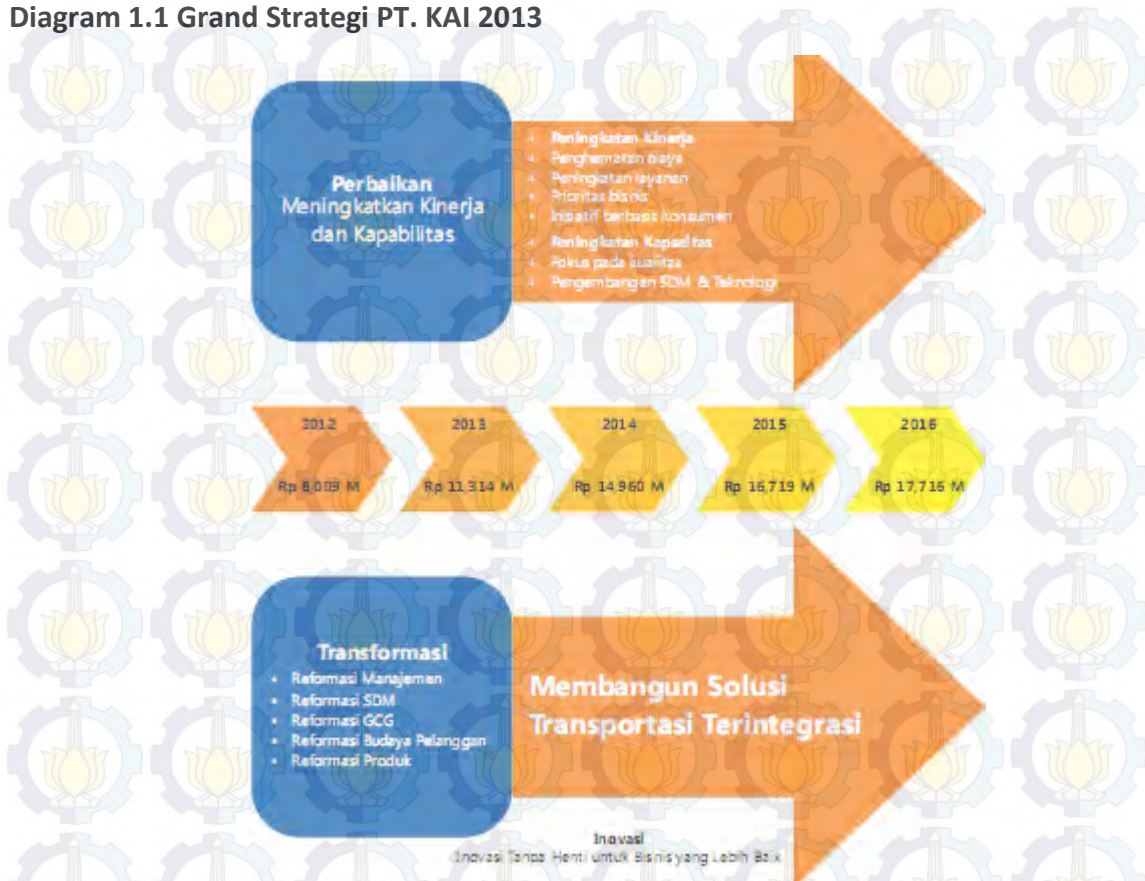 Diagram 1.1 Grand Strategi PT. KAI 2013
Perbaikan
Meningkatkan Kinerja
dan Kapabilitas
Peningkatan Kinerja
Penghematan biaya
Peningkatan layanan
Prioritas bisnis
Inisiatif berbasis konsumen
Peningkatan Kapasitas
Fokus pada kualitas
Pengembangan SDM & Teknologi
2012
2013
2014
2015
2016
Rp 8,009 M
Rp 11,314 M
Rp 14,960 M
Rp 16,719 M
Rp 17,716 M
Transformasi
Reformasi Manajemen
Reformasi SDM
Reformasi GCG
Reformasi Budaya Pelanggan
Reformasi Produk
Membangun Solusi
Transportasi Terintegrasi
Inovasi
Inovasi Tanpa Henti untuk Bisnis yang Lebih Baik